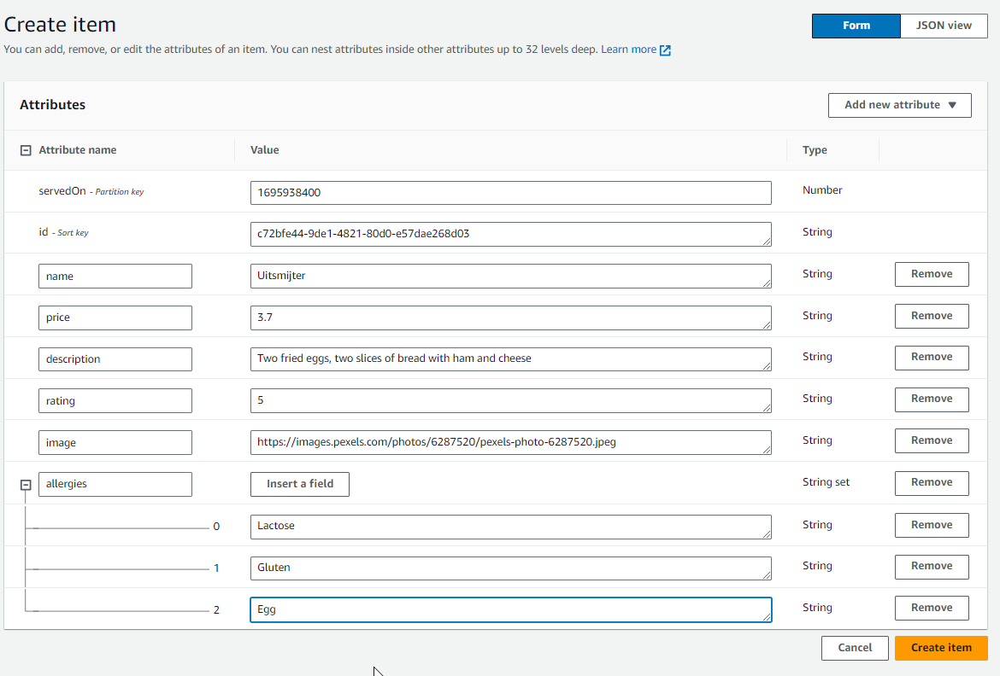 Create item
Form JSON view
You can add, remove, or edit the attributes of an item. You can nest attributes inside other attributes up to 32 levels deep. Learn more
Attributes
Add new attribute
Attribute name Value Type
servedOn - Partition key 1695938400 Number
id - Sort key c72bfe44-9de1-4821-80d0-e57dae268d03 String
name Uitsmijter String Remove
price 3.7 String Remove
description Two fried eggs, two slices of bread with ham and cheese String Remove
rating 5 String Remove
image https://images.pexels.com/photos/6287520/pexels-photo-6287520.jpeg String Remove
allergies Insert a field String set Remove
0 Lactose String Remove
1 Gluten String Remove
2 Egg String Remove
Cancel Create item